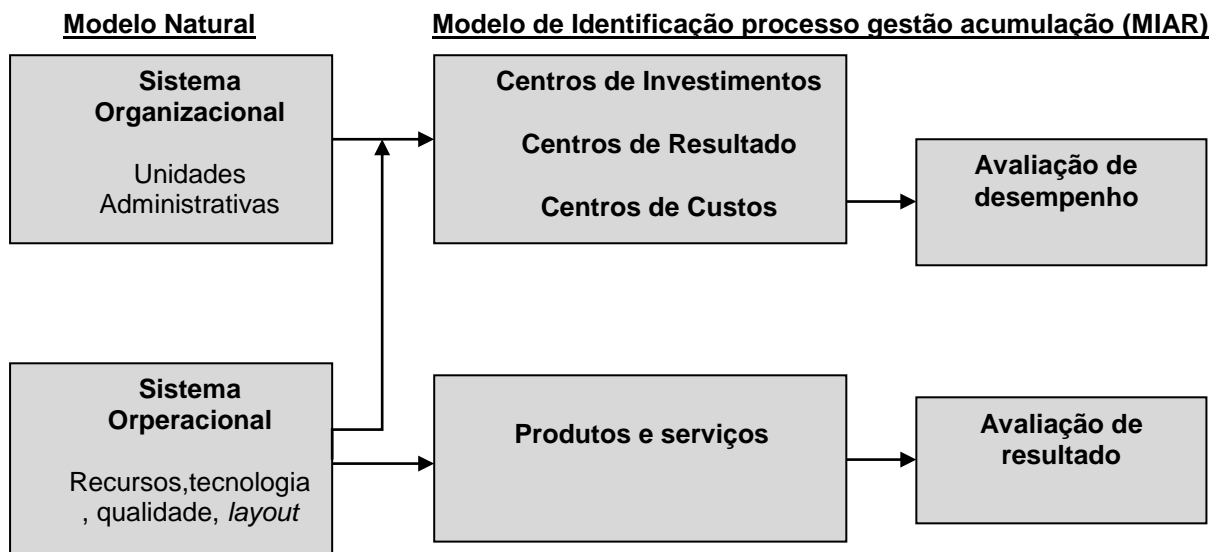 Modelo Natural
Modelo de Identificação processo gestão acumulação (MIAR)
Sistema
Organizacional
Unidades
Administrativas
Centros de Investimentos
Centros de Resultado
Centros de Custos
Avaliação de
desempenho
Sistema
Orperacional
Recursos,tecnologia
, qualidade, layout
Produtos e serviços
Avaliação de
resultado